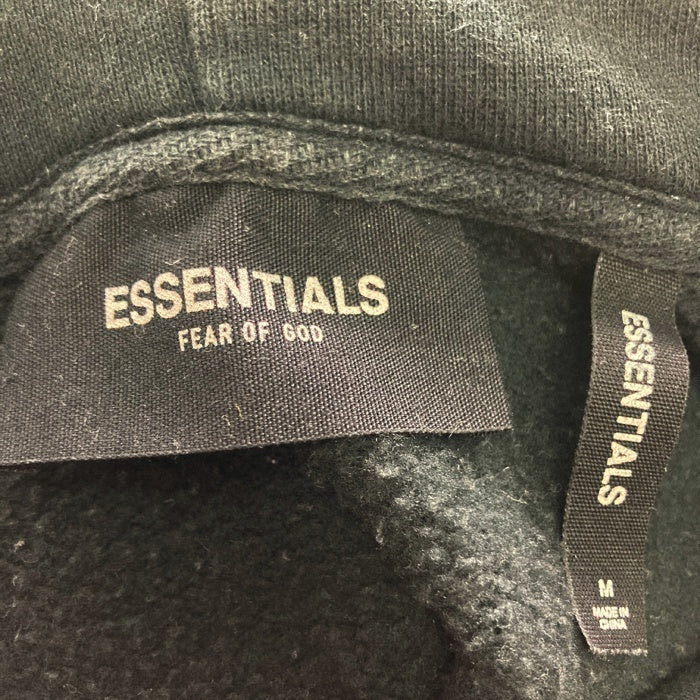 ESSENTIALS
FEAR OF GOD
ESSENTIALS
M
MADE IN
CHINA